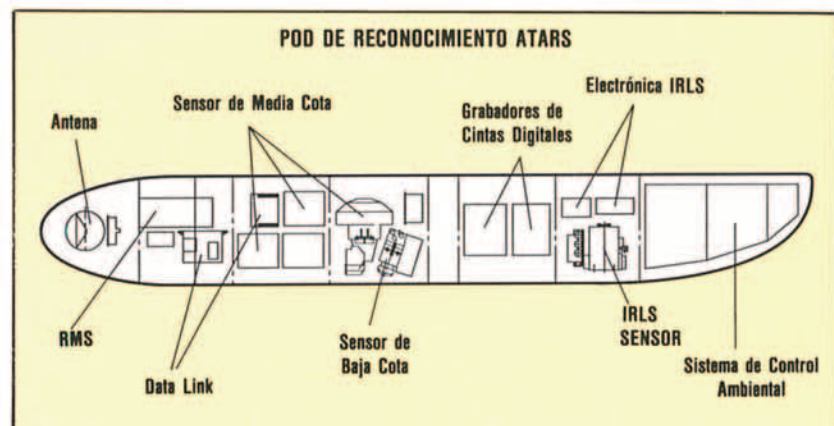 POD DE RECONOCIMIENTO ATARS
Electrónica IRLS
Sensor de Media Cota
Grabadores de
Cintas Digitales
Antena
RMS
Data Link
Sensor de
Baja Cota
IRLS
SENSOR
Sistema de Control
Ambiental